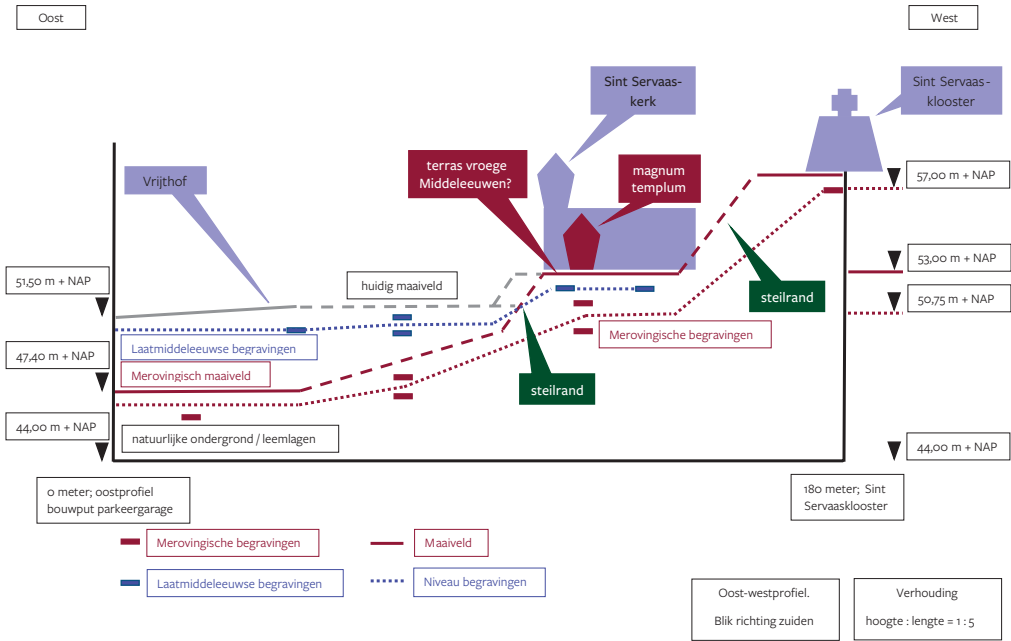 Oost
West
Sint Servaas-
kerk
Sint Servaas-
klooster
terras vroege
Middeleeuwen?
magnum
templum
Vrijthof
57,00 m + NAP
51,50 m + NAP
huidig maaiveld
53,00 m + NAP
steilrand
50,75 m + NAP
Laatmiddeleeuwse begravingen
Merovingische begravingen
47,40 m + NAP
Merovingisch maaiveld
steilrand
44,00 m + NAP
natuurlijke ondergrond / leemlagen
44,00 m + NAP
0 meter; oostprofiel
bouwput parkeergarage
180 meter; Sint
Servaasklooster
Merovingische begravingen
Maaiveld
Laatmiddeleeuwse begravingen
Niveau begravingen
Oost-westprofiel.
Blik richting zuiden
Verhouding
hoogte : lengte = 1 : 5